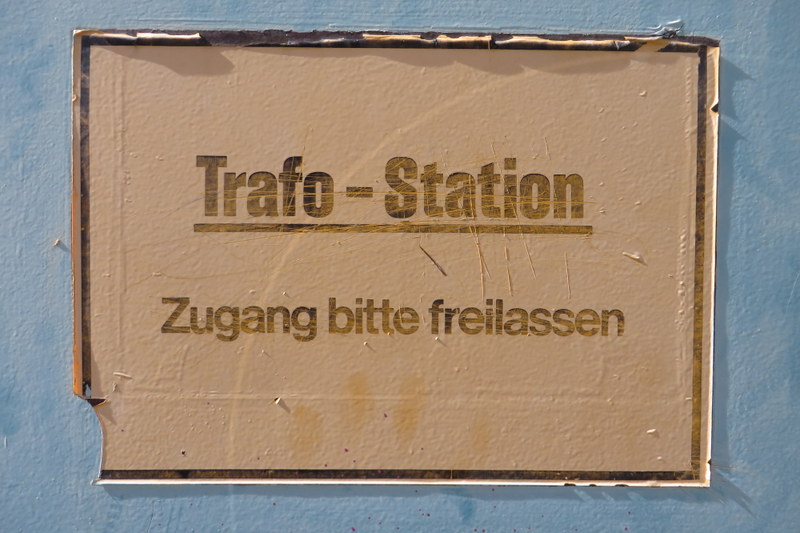 Trafo – Station
Zugang bitte freilassen